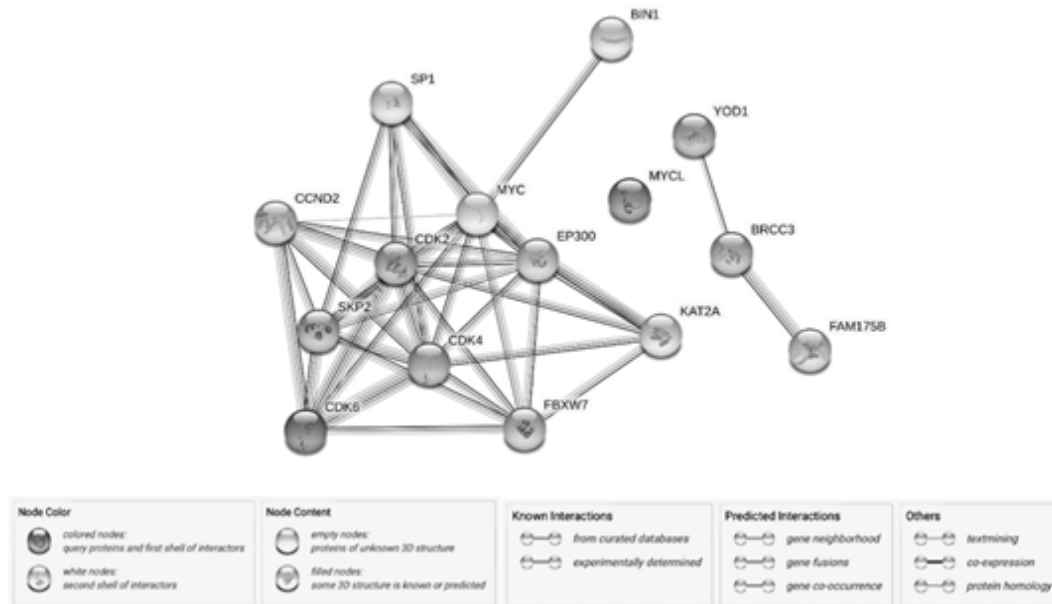 BIN1
SP1
YOD1
MYCL
MYC
CCND2
BRCC3
EP300
CDK2
SKP2
KAT2A
FAM175B
CDK4
CDK6
FBXW7
Node Color
colored nodes:
query proteins and first shell of interactors
white nodes:
second shell of interactors
Node Content
empty nodes:
proteins of unknown 3D structure
filled nodes:
some 3D structure is known or predicted
Known Interactions
from curated databases
experimentally determined
Predicted Interactions
gene neighborhood
gene fusions
gene co-occurrence
Others
textmining
co-expression
protein homology